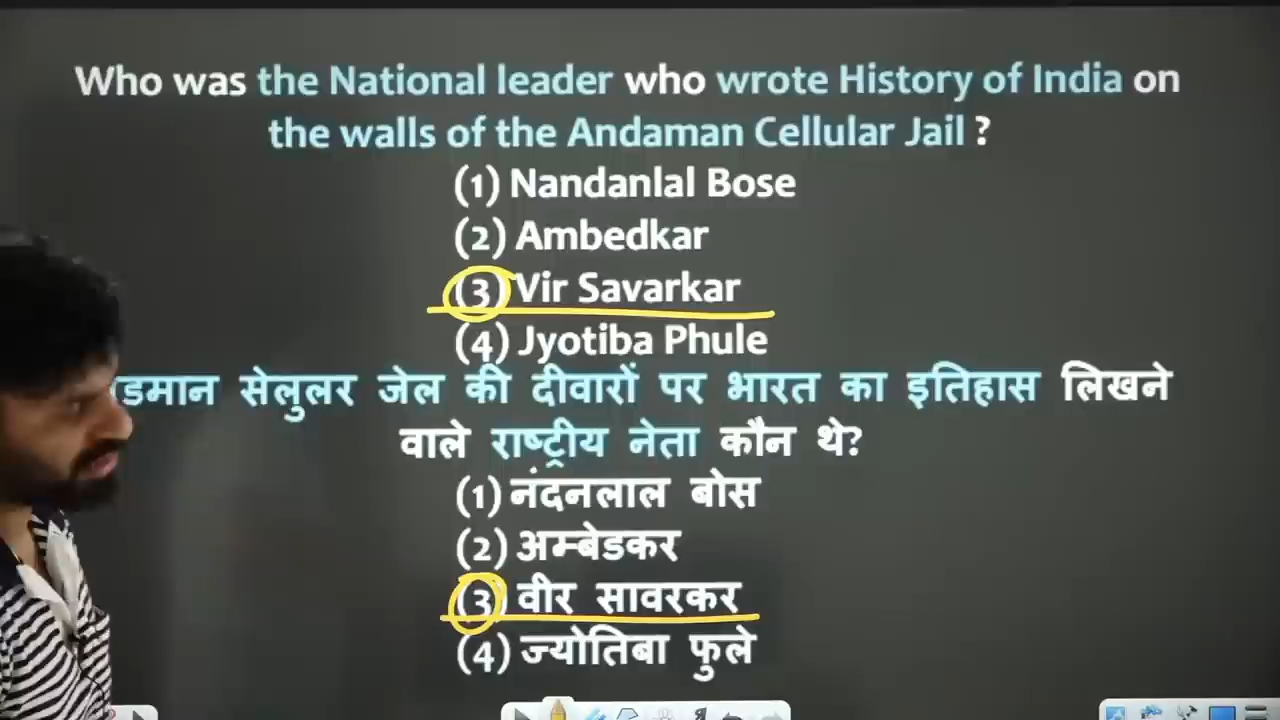 Who was the National leader who wrote History of India on
the walls of the Andaman Cellular Jail ?
(1) Nandanlal Bose
(2) Ambedkar
(3) Vir Savarkar
(4) Jyotiba Phule
डमान सेलुलर जेल की दीवारों पर भारत का इतिहास लिखने
वाले राष्ट्रीय नेता कौन थे?
(1) नंदनलाल बोस
(2) अम्बेडकर
(3) वीर सावरकर
(4) ज्योतिबा फुले